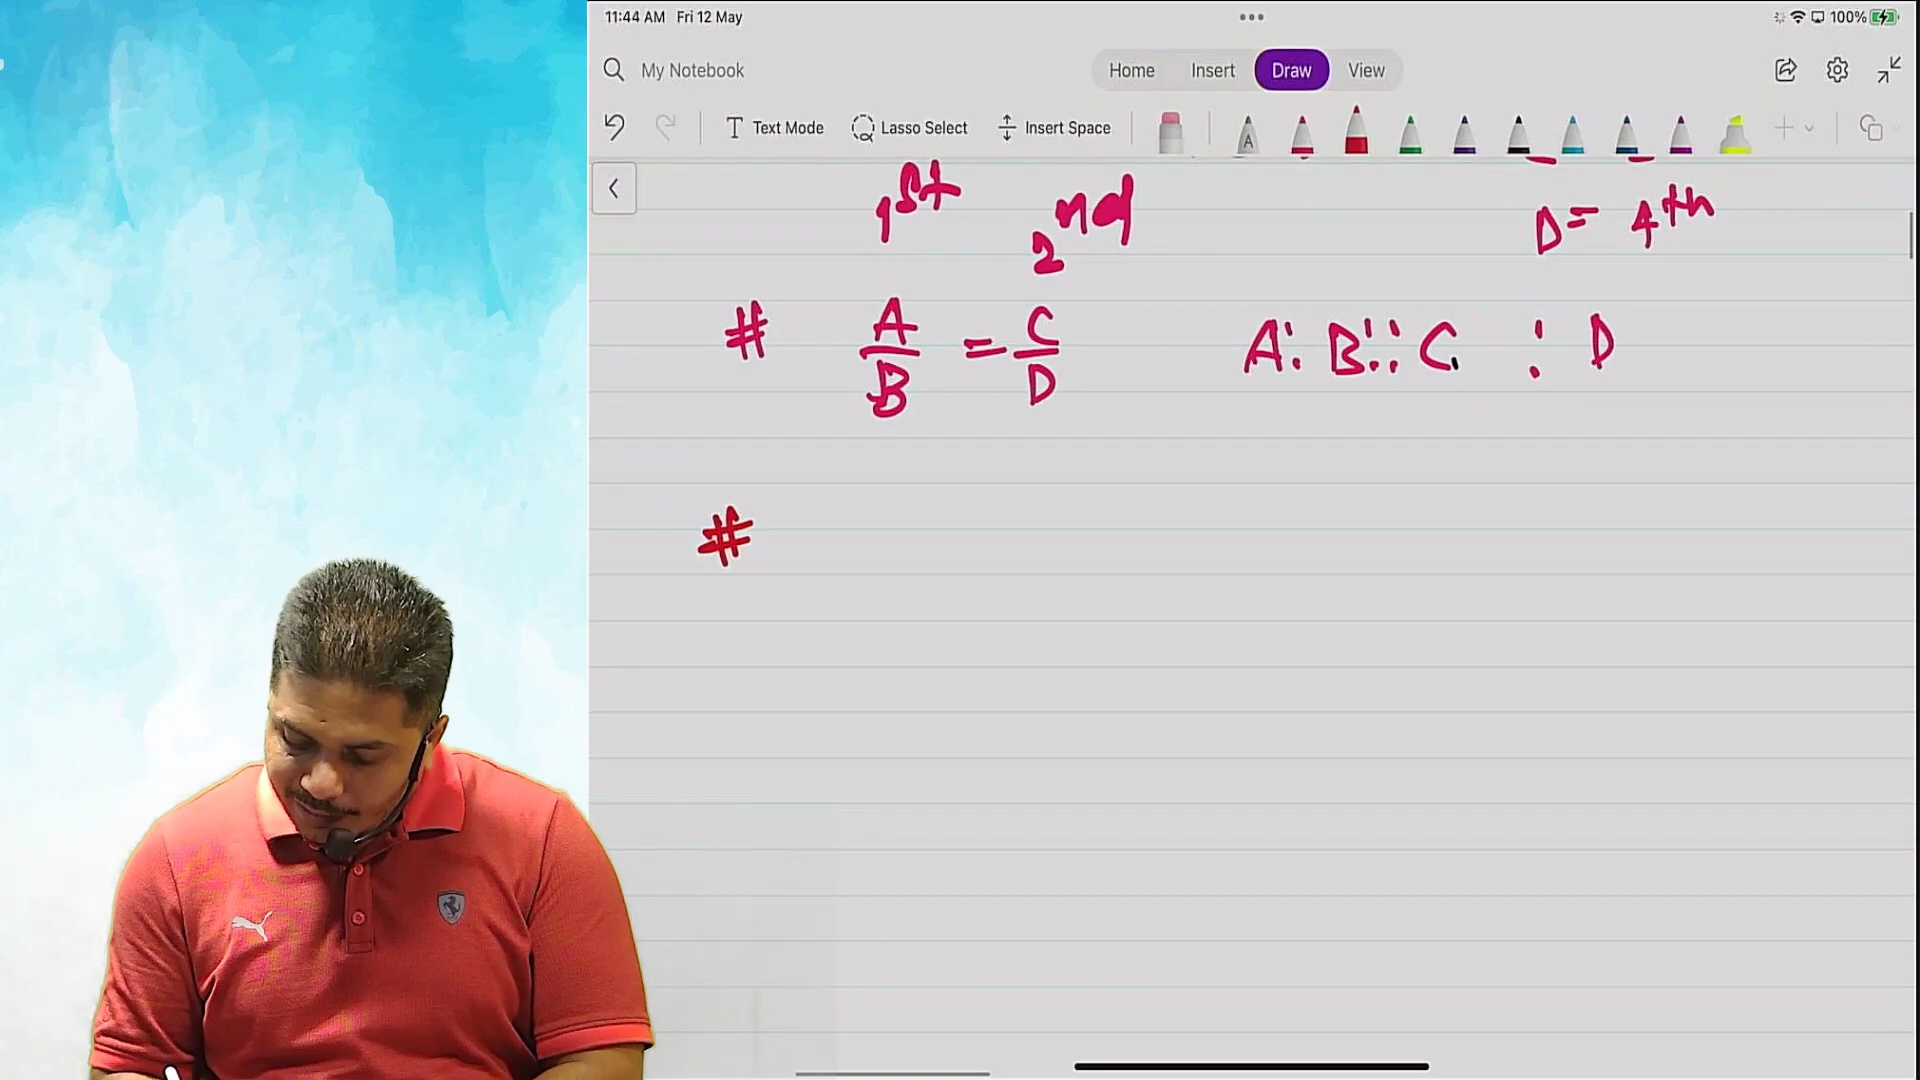 11:44 AM Fri 12 May
100%
My Notebook
Home Insert Draw View
Text Mode Lasso Select Insert Space
A
1st 2nd
D = 4th
# A/B = C/D A : B :: C : D
#